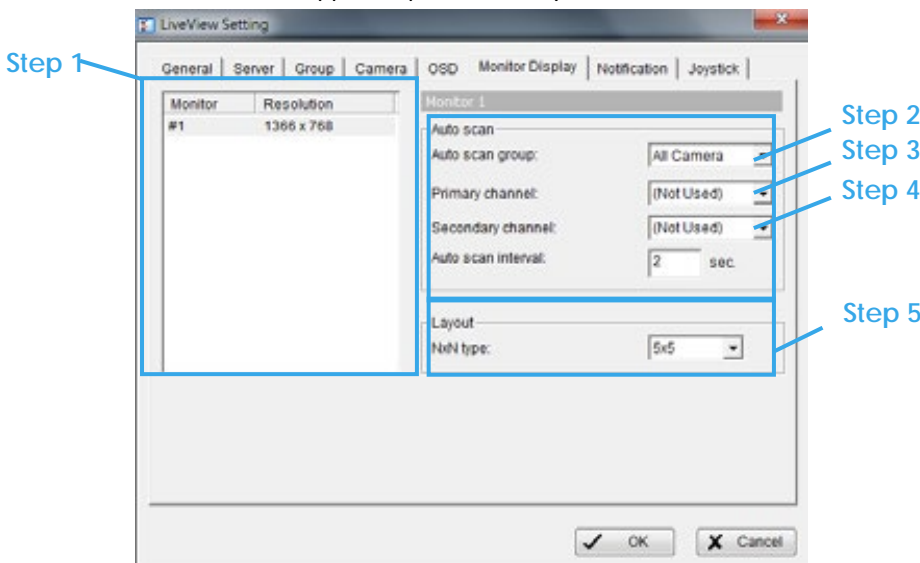 LiveView Setting
Step 1
General Server Group Camera OSD Monitor Display Notification Joystick
Monitor Resolution
#1 1366 x 768
Monitor 1
Auto scan
Auto scan group: All Camera
Step 2
Primary channel: (Not Used)
Step 3
Secondary channel: (Not Used)
Step 4
Auto scan interval: 2 sec.
Layout
NxN type: 5x5
Step 5
OK X Cancel